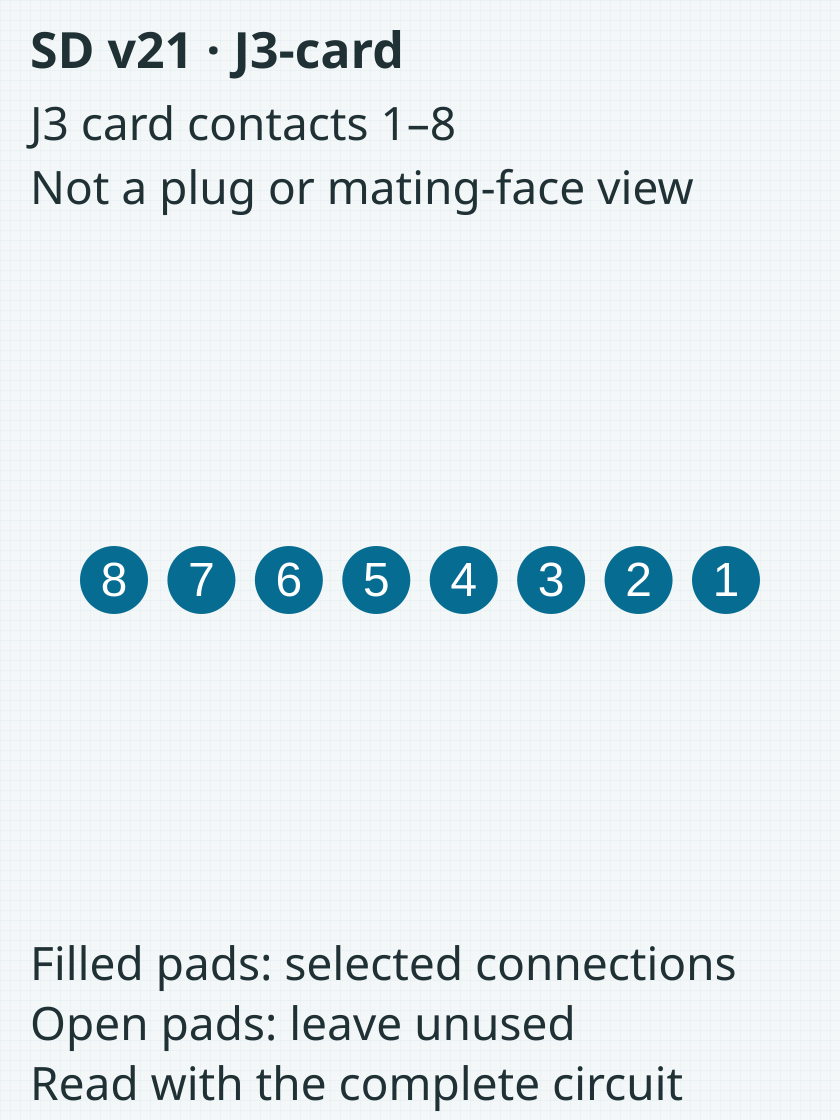 SD v21 · J3-card
J3 card contacts 1–8
Not a plug or mating-face view
8 7 6 5 4 3 2 1
Filled pads: selected connections
Open pads: leave unused
Read with the complete circuit